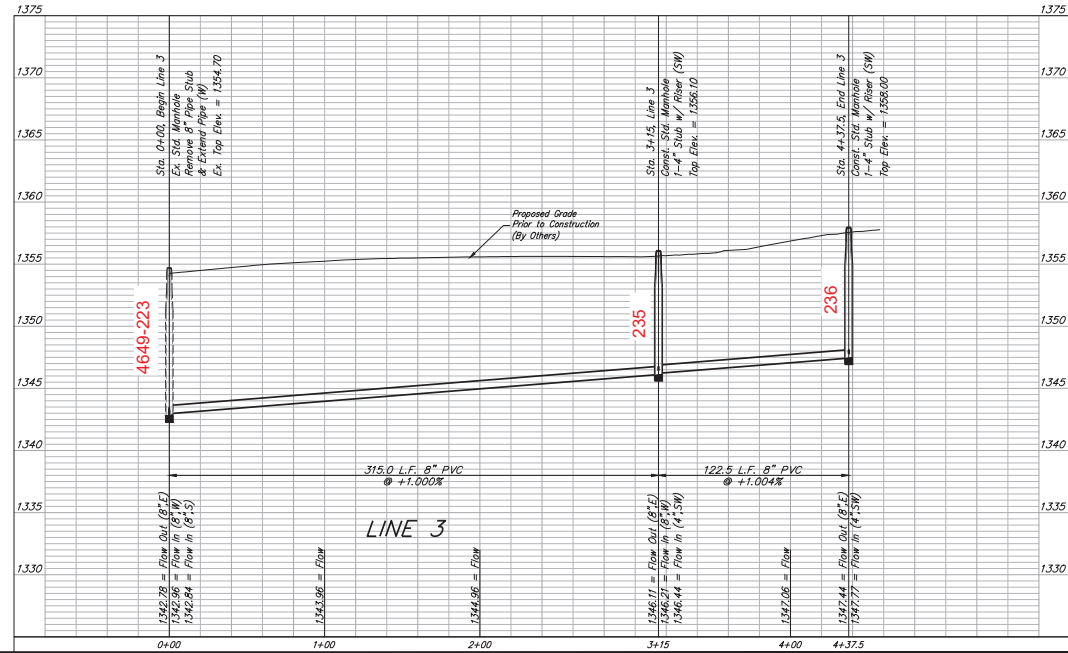 1375
1375
1370
1370
1365
1365
1360
1360
1355
1355
1350
1350
1345
1345
1340
1340
1335
1335
1330
1330
Sta. 0+00, Begin Line 3
Ex. Std. Manhole
Remove 8" Pipe Stub
& Extend Pipe (W)
Ex. Top Elev. = 1354.70
Sta. 3+15, Line 3
Const. Std. Manhole
1-4" Stub w/ Riser (SW)
Top Elev. = 1356.10
Sta. 4+37.5, End Line 3
Const. Std. Manhole
1-4" Stub w/ Riser (SW)
Top Elev. = 1358.00
Proposed Grade
Prior to Construction
(By Others)
4649-223
235
236
315.0 L.F. 8" PVC
@ +1.000%
122.5 L.F. 8" PVC
@ +1.004%
LINE 3
1342.78 = Flow Out (8",E)
1342.96 = Flow In (8",W)
1342.84 = Flow In (8",S)
1343.96 = Flow
1344.96 = Flow
1346.11 = Flow Out (8",E)
1346.21 = Flow In (8",W)
1346.44 = Flow In (4",SW)
1347.06 = Flow
1347.44 = Flow Out (8",E)
1347.77 = Flow In (4",SW)
0+00
1+00
2+00
3+15
4+00
4+37.5